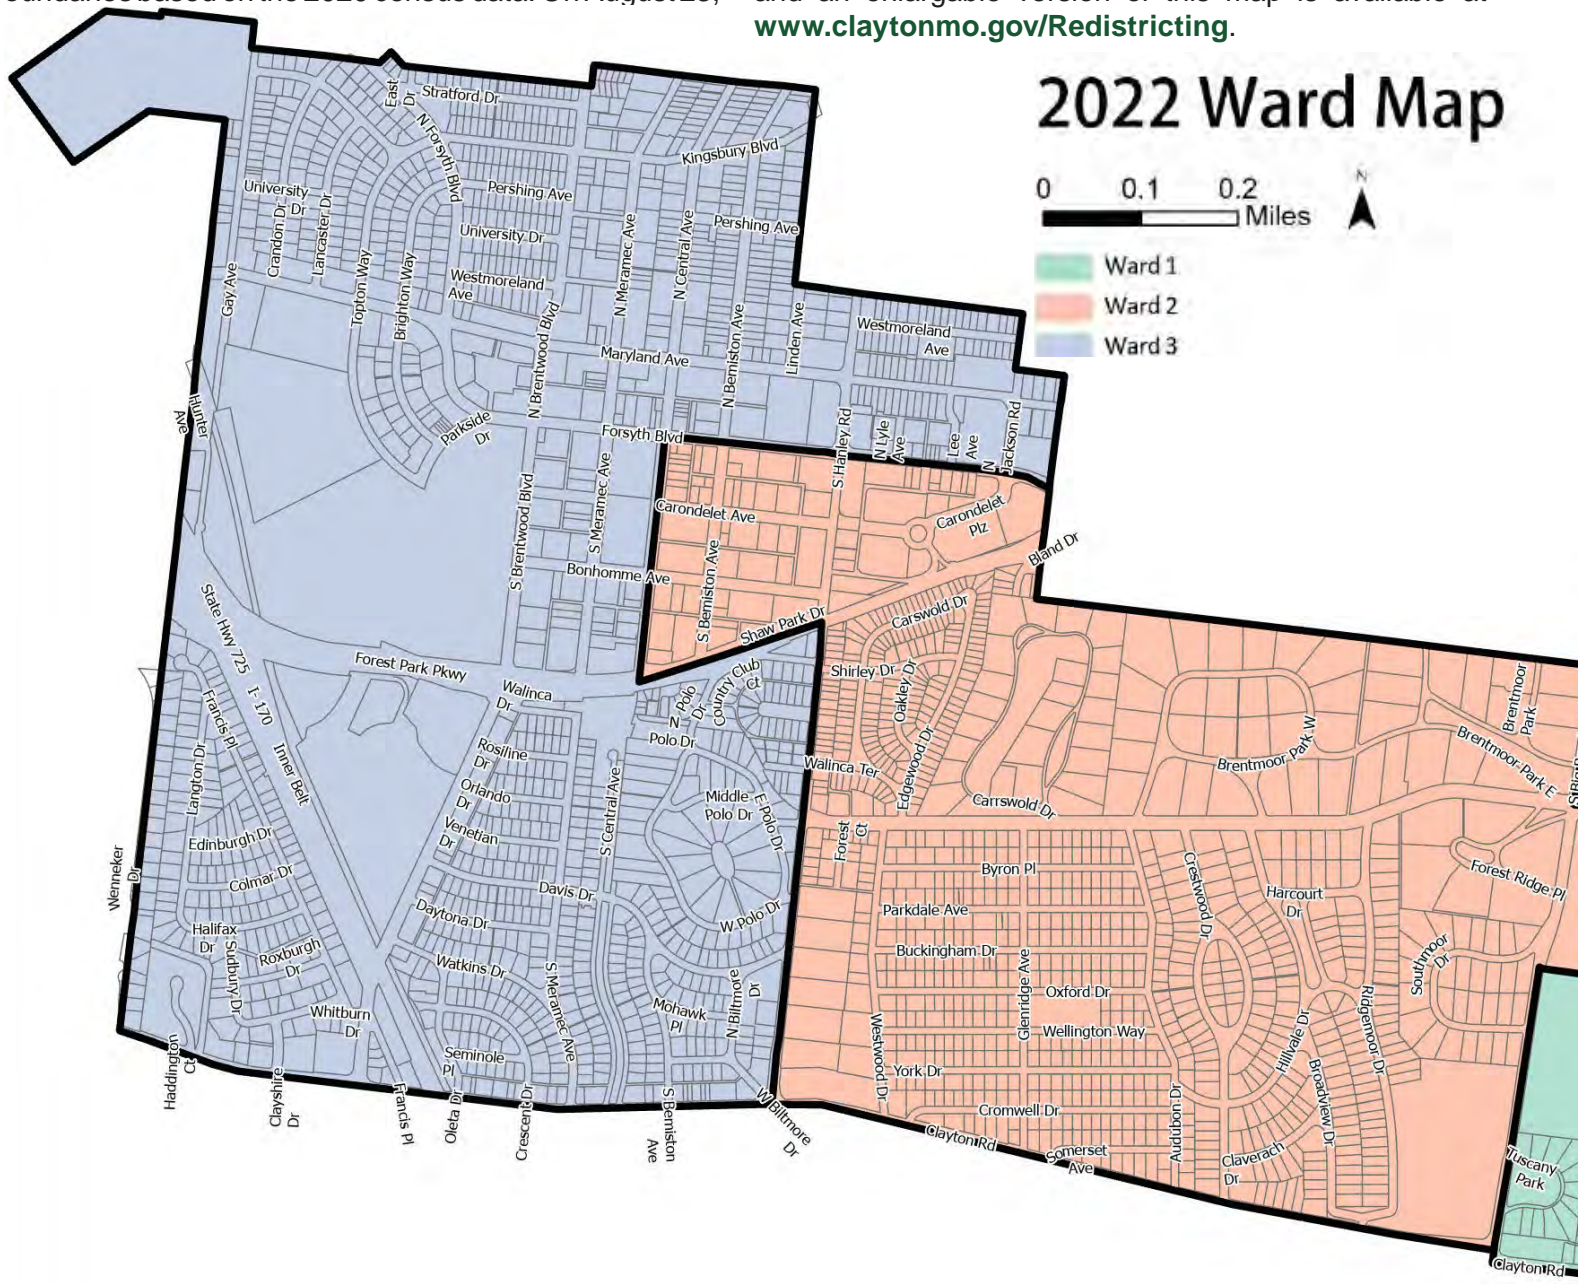 and an enlargable version of this map is available at
www.claytonmo.gov/Redistricting.
2022 Ward Map
0 0.1 0.2
Miles
N
Ward 1
Ward 2
Ward 3
East
Dr
Stratford Dr
N Forsyth Blvd
Kingsbury Blvd
University
Dr
Crandon Dr
Lancaster Dr
Pershing Ave
Pershing Ave
University Dr
N Meramec Ave
N Central Ave
Gay Ave
Topton Way
Brighton Way
Westmoreland
Ave
N Brentwood Blvd
Maryland Ave
N Bemiston Ave
Linden Ave
Westmoreland
Ave
Hunter
Ave
Parkside
Dr
Forsyth Blvd
S Hanley Rd
N Lyle
Ave
Lee
Ave
N
Jackson Rd
S Brentwood Blvd
S Meramec Ave
Carondelet Ave
Carondelet
Plz
Bonhomme Ave
S Bemiston Ave
Bland Dr
State Hwy 725
I- 170
Inner Belt
Shaw Park Dr
Carswold Dr
Forest Park Pkwy
Walinca
Dr
N Polo
Dr
Country Club
Ct
Shirley Dr
Oakley Dr
Edgewood Dr
Brentmoor
Park
Francis Pl
Langton Dr
Rosiline
Dr
Polo Dr
Walinca Ter
Brentmoor Park W
Brentmoor Park E
Orlando
Dr
S Central Ave
Middle
Polo Dr
E Polo Dr
Carrswold Dr
Venetian
Dr
Edinburgh Dr
Forest
Ct
Wenneker
Dr
Colmar Dr
Davis Dr
Byron Pl
Crestwood Dr
Harcourt
Dr
Forest Ridge Pl
Daytona Dr
W Polo Dr
Parkdale Ave
Halifax
Dr
Sudbury Dr
Roxburgh
Dr
Watkins Dr
Buckingham Dr
Glenridge Ave
Southmoor
Dr
S Meramec Ave
Mohawk
Pl
N Biltmore
Dr
Oxford Dr
Whitburn
Dr
Wellington Way
Westwood Dr
Hillvale Dr
Ridgemoor Dr
Haddington
Ct
Seminole
Pl
York Dr
Broadview Dr
Clayshire
Dr
Francis Pl
Oleta Dr
Crescent Dr
S Bemiston
Ave
W Biltmore
Dr
Cromwell Dr
Clayton Rd
Somerset
Ave
Audubon Dr
Claverach
Dr
Tuscany
Park
Clayton Rd